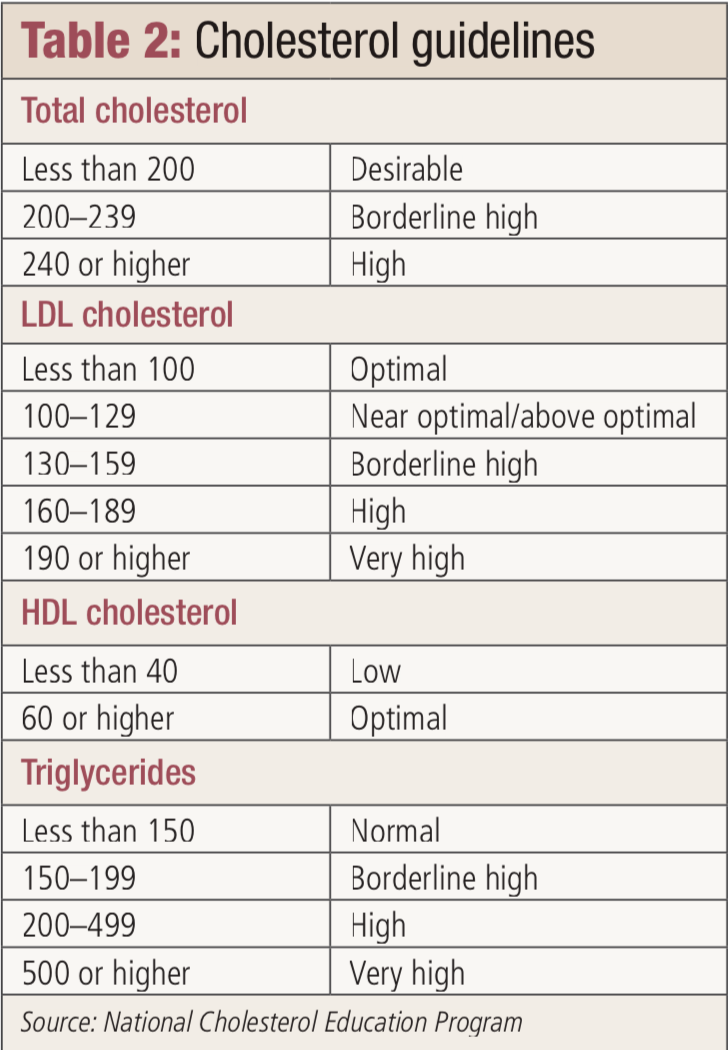 Table 2: Cholesterol guidelines
Total cholesterol
Less than 200 Desirable
200–239 Borderline high
240 or higher High
LDL cholesterol
Less than 100 Optimal
100–129 Near optimal/above optimal
130–159 Borderline high
160–189 High
190 or higher Very high
HDL cholesterol
Less than 40 Low
60 or higher Optimal
Triglycerides
Less than 150 Normal
150–199 Borderline high
200–499 High
500 or higher Very high
Source: National Cholesterol Education Program